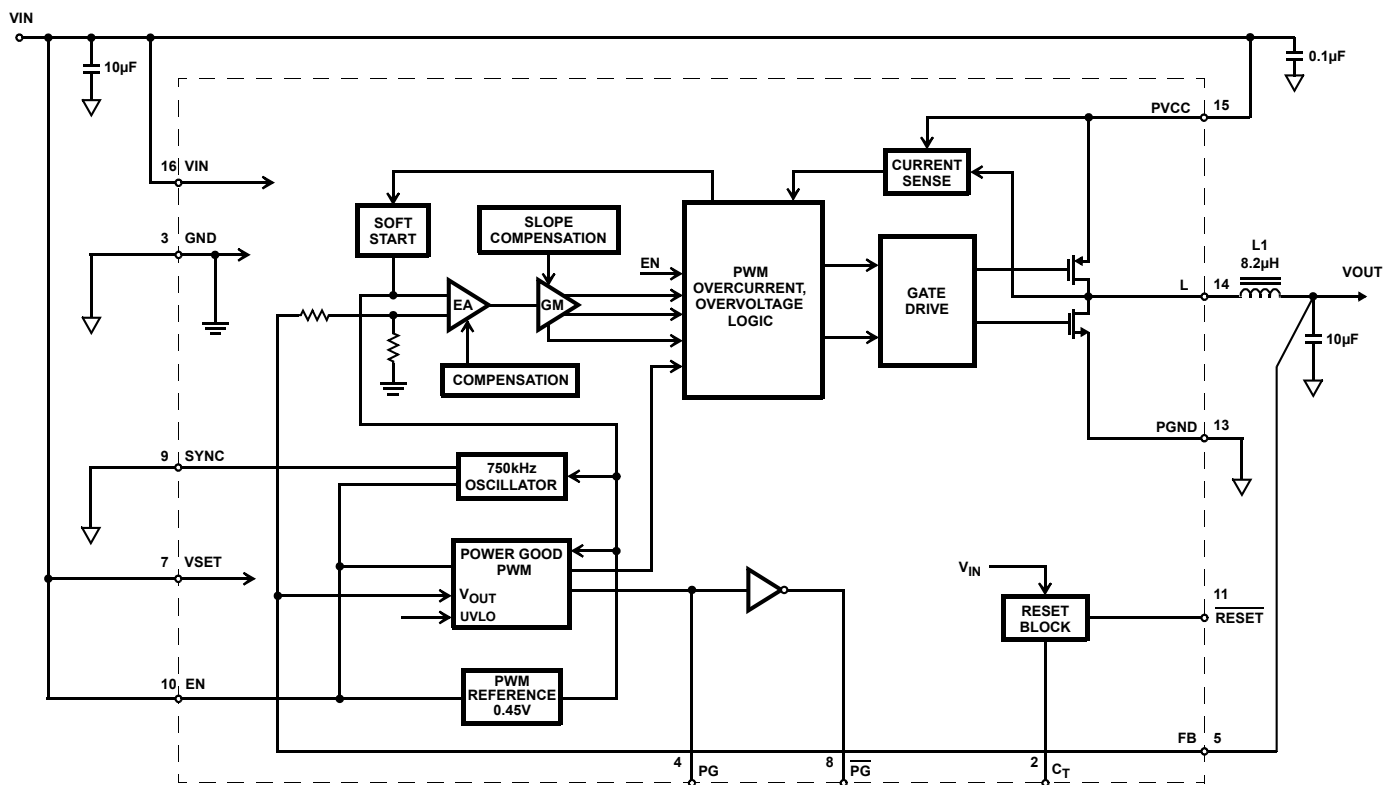 VIN
10µF
0.1µF
PVCC
15
16
VIN
CURRENT
SENSE
SOFT
START
SLOPE
COMPENSATION
3
GND
EN
PWM
OVERCURRENT,
OVERVOLTAGE
LOGIC
GATE
DRIVE
L1
8.2µH
VOUT
L
14
EA
GM
10µF
COMPENSATION
PGND
13
9
SYNC
750kHz
OSCILLATOR
7
VSET
POWER GOOD
PWM
VOUT
UVLO
VIN
RESET
BLOCK
11
RESET
10
EN
PWM
REFERENCE
0.45V
FB
5
4
PG
8
PG
2
CT